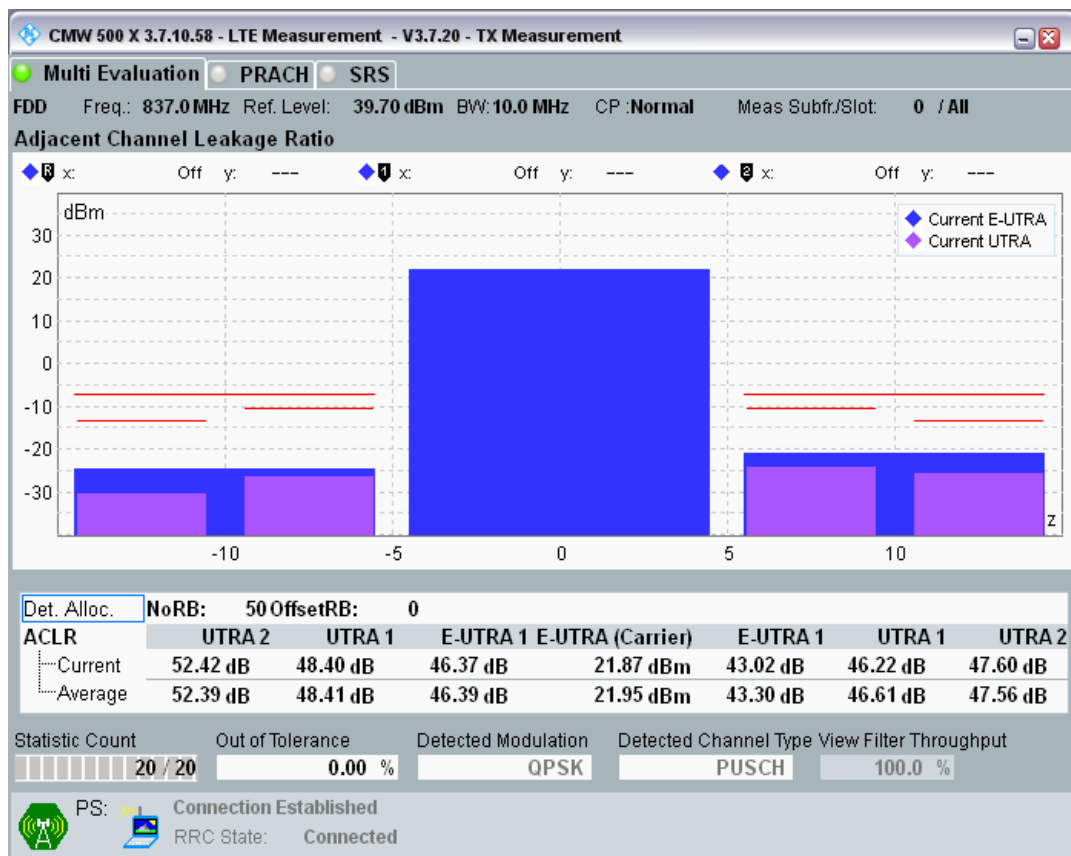 CMW 500 X 3.7.10.58 - LTE Measurement - V3.7.20 - TX Measurement
Multi Evaluation PRACH SRS
FDD Freq.: 837.0 MHz Ref. Level: 39.70 dBm BW: 10.0 MHz CP :Normal Meas Subfr./Slot: 0 / All
Adjacent Channel Leakage Ratio
R x: Off y: --- 1 x: Off y: --- 2 x: Off y: ---
dBm
Current E-UTRA
Current UTRA
30
20
10
0
-10
-20
-30
z
-10 -5 0 5 10
Det. Alloc. NoRB: 50 OffsetRB: 0
ACLR UTRA 2 UTRA 1 E-UTRA 1 E-UTRA (Carrier) E-UTRA 1 UTRA 1 UTRA 2
Current 52.42 dB 48.40 dB 46.37 dB 21.87 dBm 43.02 dB 46.22 dB 47.60 dB
Average 52.39 dB 48.41 dB 46.39 dB 21.95 dBm 43.30 dB 46.61 dB 47.56 dB
Statistic Count Out of Tolerance Detected Modulation Detected Channel Type View Filter Throughput
20 / 20 0.00 % QPSK PUSCH 100.0 %
PS: Connection Established
RRC State: Connected